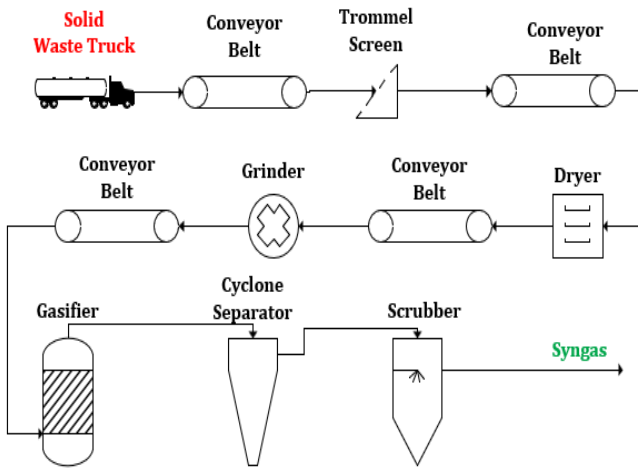 Solid
Waste Truck
Conveyor
Belt
Trommel
Screen
Conveyor
Belt
Conveyor
Belt
Grinder
Conveyor
Belt
Dryer
Gasifier
Cyclone
Separator
Scrubber
Syngas